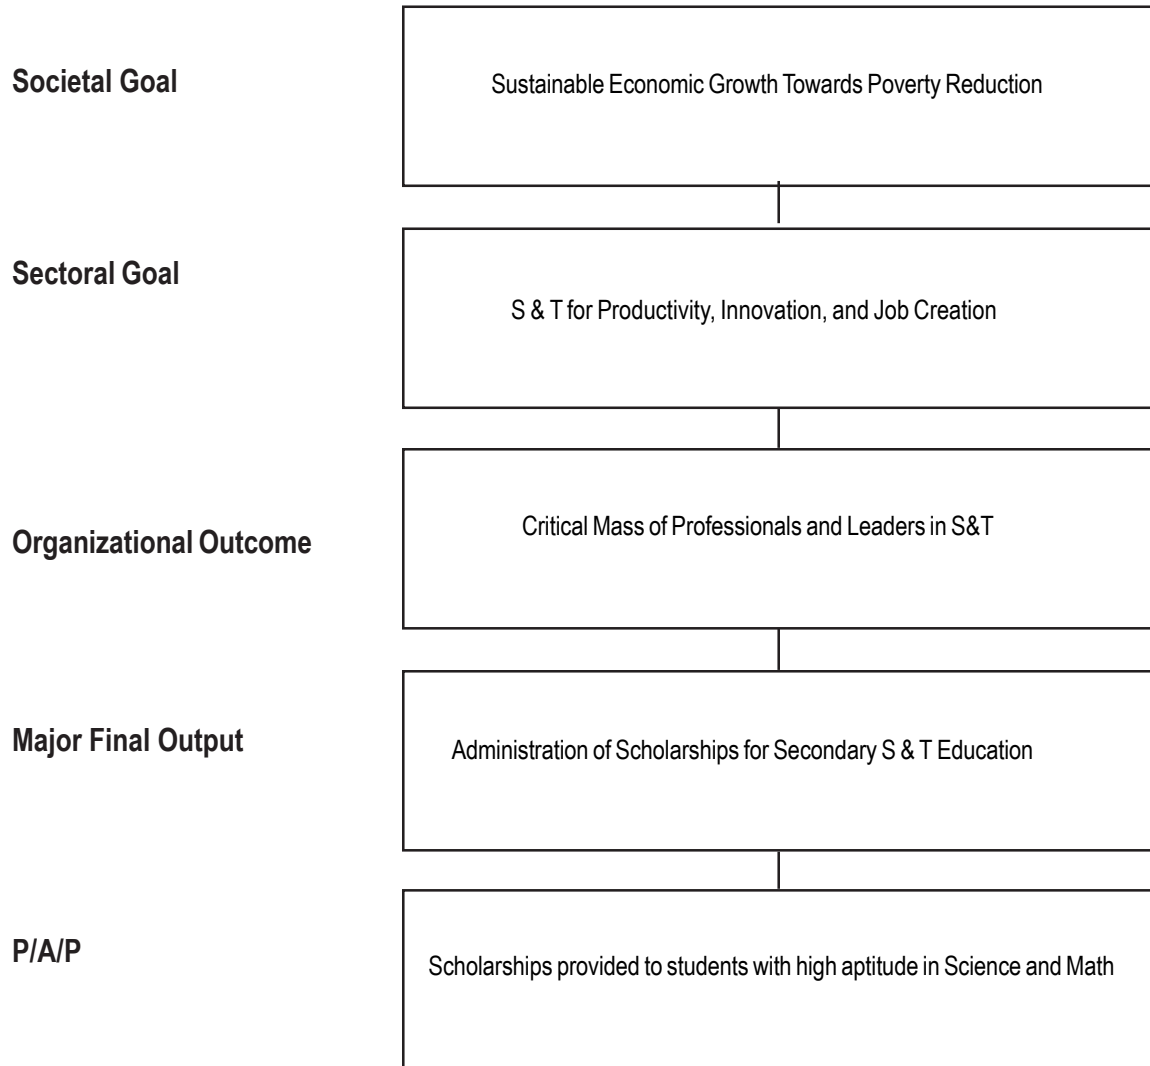 Societal Goal
Sustainable Economic Growth Towards Poverty Reduction
Sectoral Goal
S & T for Productivity, Innovation, and Job Creation
Organizational Outcome
Critical Mass of Professionals and Leaders in S&T
Major Final Output
Administration of Scholarships for Secondary S & T Education
P/A/P
Scholarships provided to students with high aptitude in Science and Math